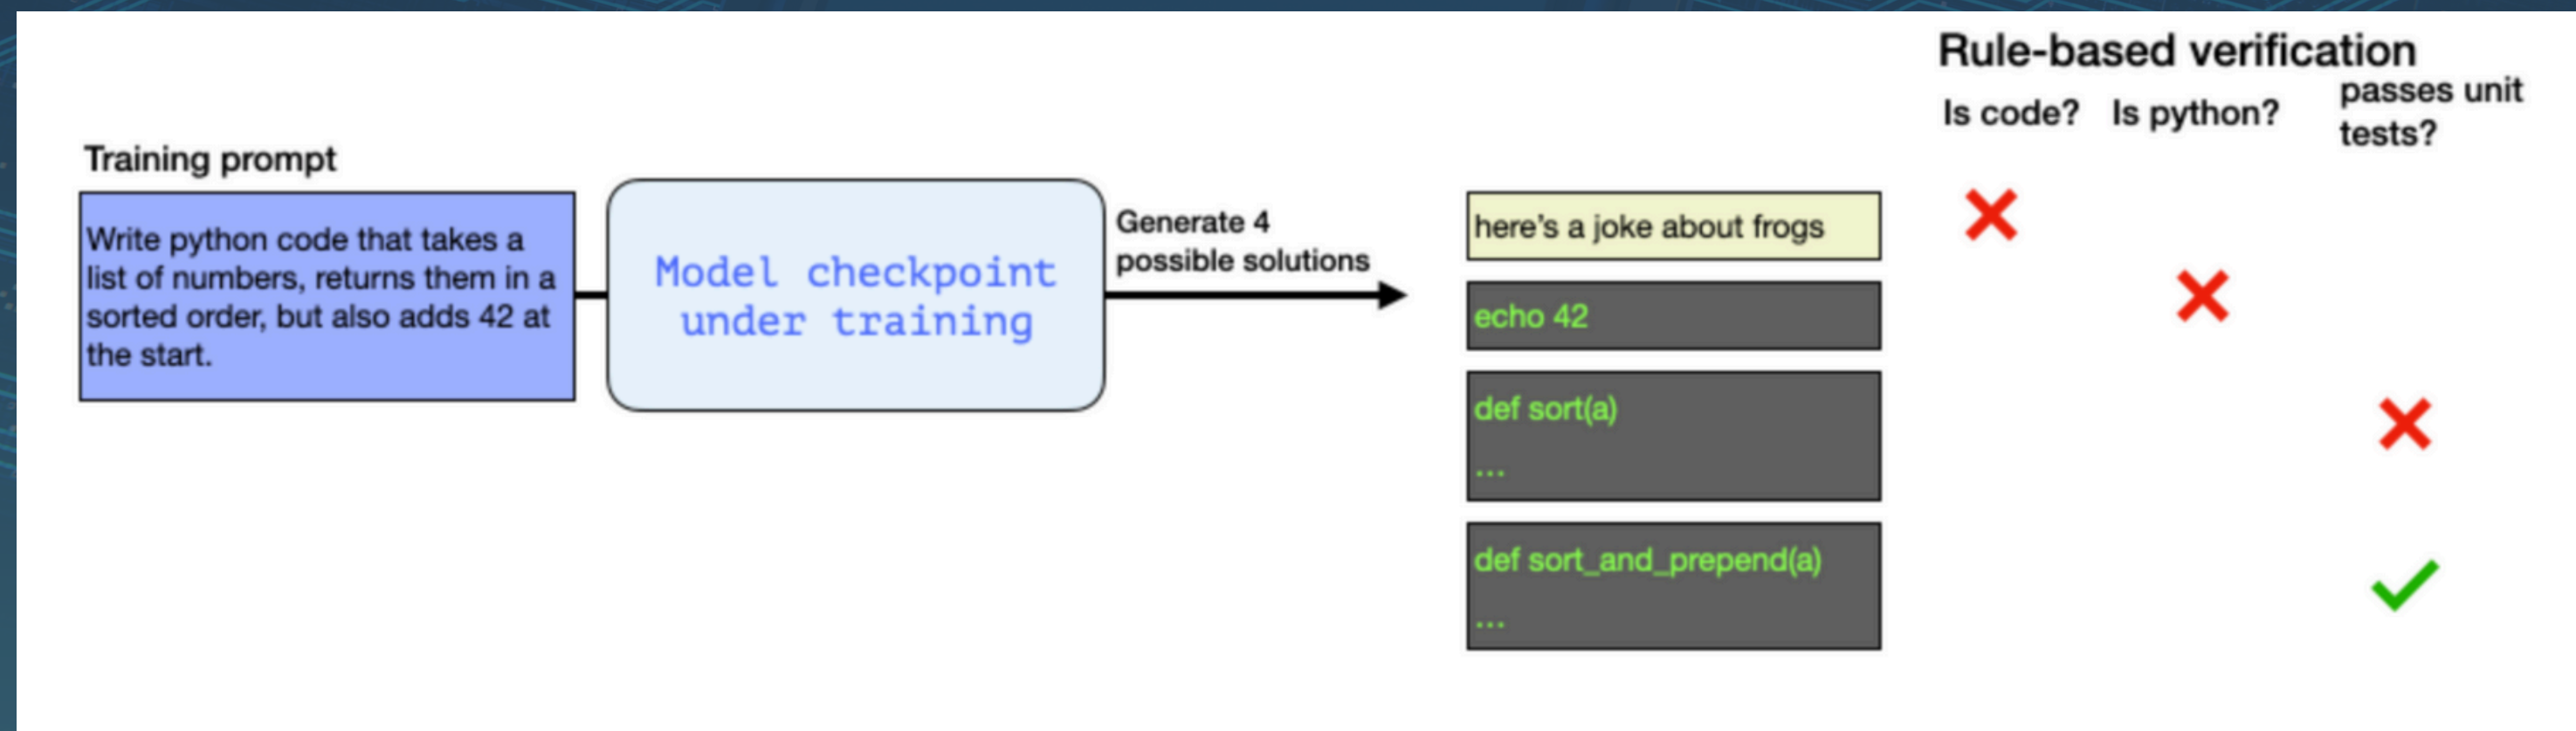 Rule-based verification
Is code? Is python? passes unit
tests?
Training prompt
Write python code that takes a
list of numbers, returns them in a
sorted order, but also adds 42 at
the start.
Model checkpoint
under training
Generate 4
possible solutions
here's a joke about frogs
echo 42
def sort(a)
...
def sort_and_prepend(a)
...